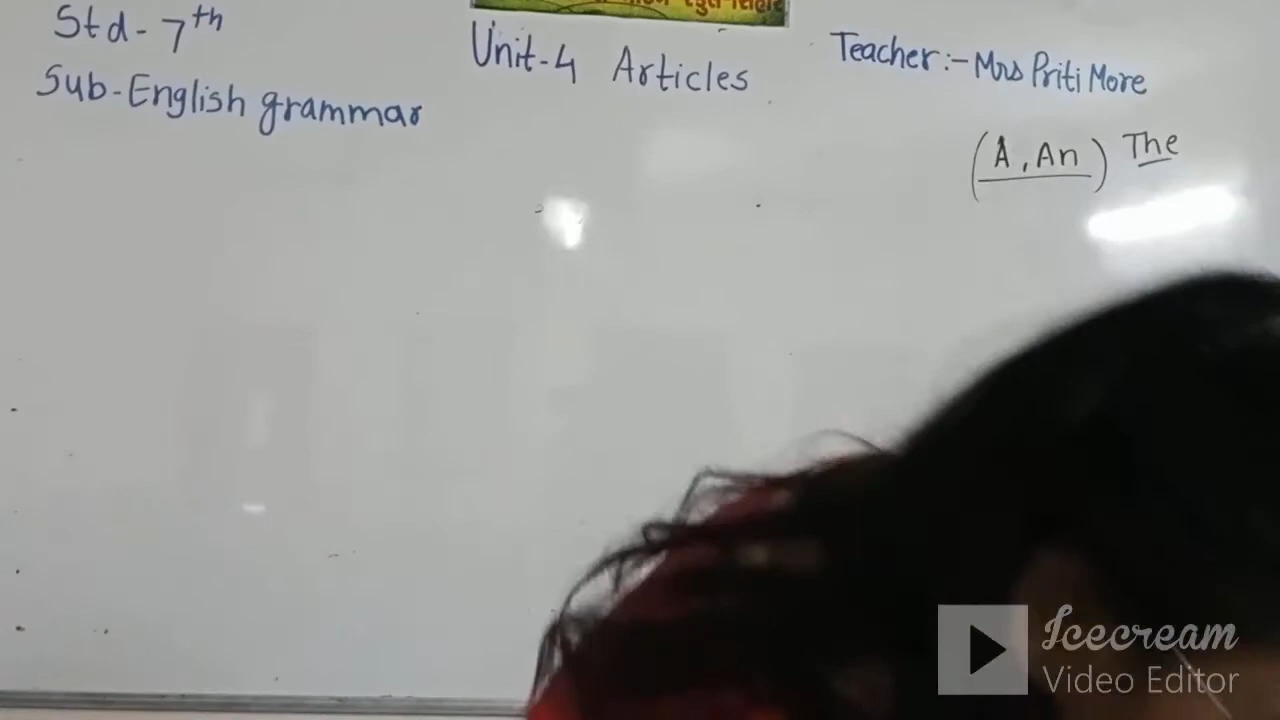 Std- 7th
Sub-English grammar
Unit-4 Articles
Teacher:- Mrs Priti More
(A, An) The
Icecream
Video Editor